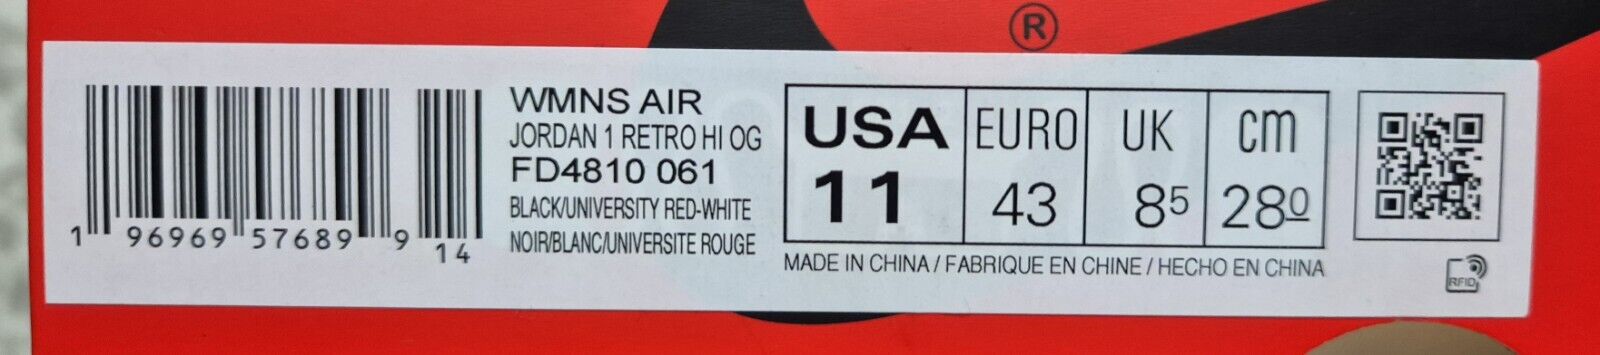 ®
WMNS AIR
JORDAN 1 RETRO HI OG
FD4810 061
BLACK/UNIVERSITY RED-WHITE
NOIR/BLANC/UNIVERSITE ROUGE
1 96969 57689 9 14
USA EURO UK cm
11 43 85 280
MADE IN CHINA / FABRIQUE EN CHINE / HECHO EN CHINA
RFID